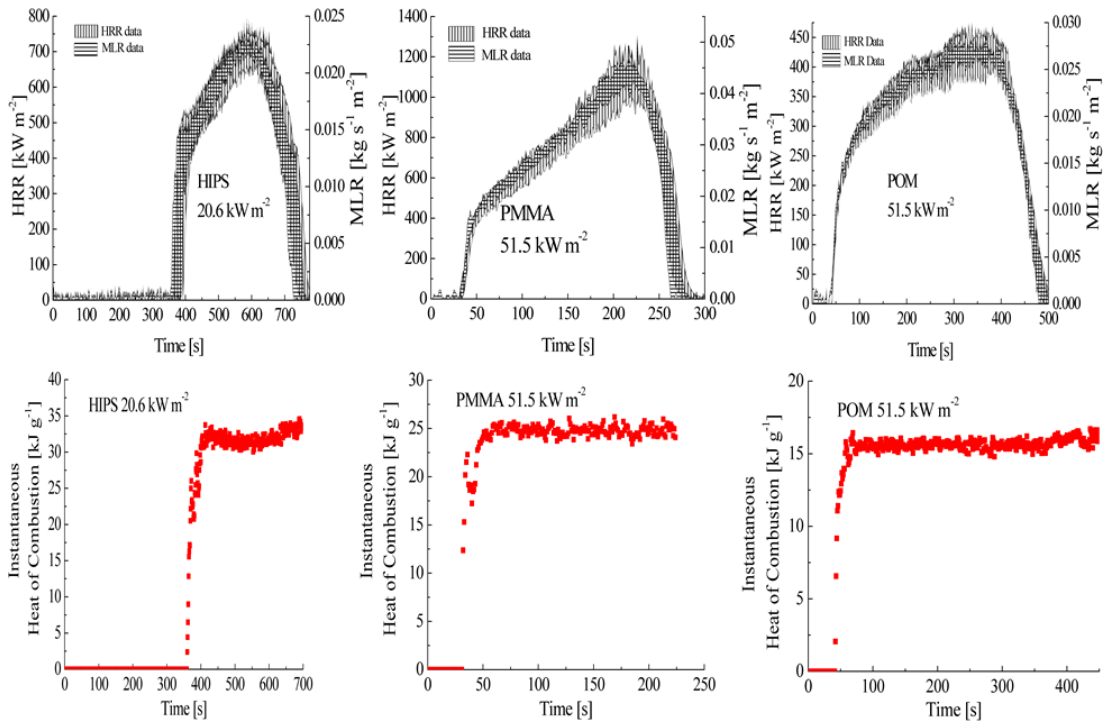 HRR [kW m-2]
800
700
600
500
400
300
200
100
0
HRR data
MLR data
HIPS
20.6 kW m-2
0.025
0.020
0.015
0.010
0.005
0.000
MLR [kg s-1 m-2]
0 100 200 300 400 500 600 700
Time [s]
HRR [kW m-2]
1400
1200
1000
800
600
400
200
0
HRR data
MLR data
PMMA
51.5 kW m-2
0.05
0.04
0.03
0.02
0.01
0.00
MLR [kg s-1 m-2]
0 50 100 150 200 250 300
Time [s]
HRR [kW m-2]
450
400
350
300
250
200
150
100
50
0
HRR Data
MLR Data
POM
51.5 kW m-2
0.030
0.025
0.020
0.015
0.010
0.005
0.000
MLR [kg s-1 m-2]
0 100 200 300 400 500
Time [s]
Instantaneous
Heat of Combustion [kJ g-1]
40
35
30
25
20
15
10
5
0
HIPS 20.6 kW m-2
0 100 200 300 400 500 600 700
Time [s]
Instantaneous
Heat of Combustion [kJ g-1]
30
25
20
15
10
5
0
PMMA 51.5 kW m-2
0 50 100 150 200 250
Time [s]
Instantaneous
Heat of Combustion [kJ g-1]
20
15
10
5
0
POM 51.5 kW m-2
0 100 200 300 400
Time [s]